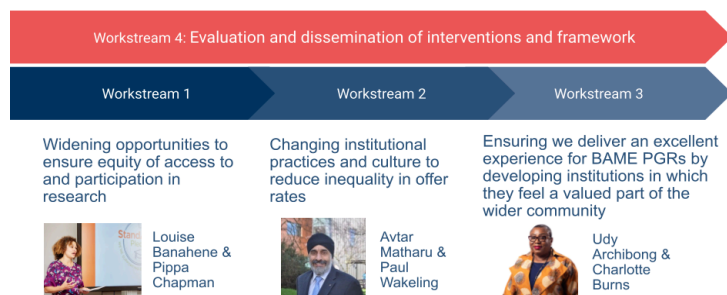 Workstream 4: Evaluation and dissemination of interventions and framework
Workstream 1
Workstream 2
Workstream 3
Widening opportunities to
ensure equity of access to
and participation in
research
Changing institutional
practices and culture to
reduce inequality in offer
rates
Ensuring we deliver an excellent
experience for BAME PGRs by
developing institutions in which
they feel a valued part of the
wider community
Louise
Banahene &
Pippa
Chapman
Avtar
Matharu &
Paul
Wakeling
Udy
Archibong &
Charlotte
Burns